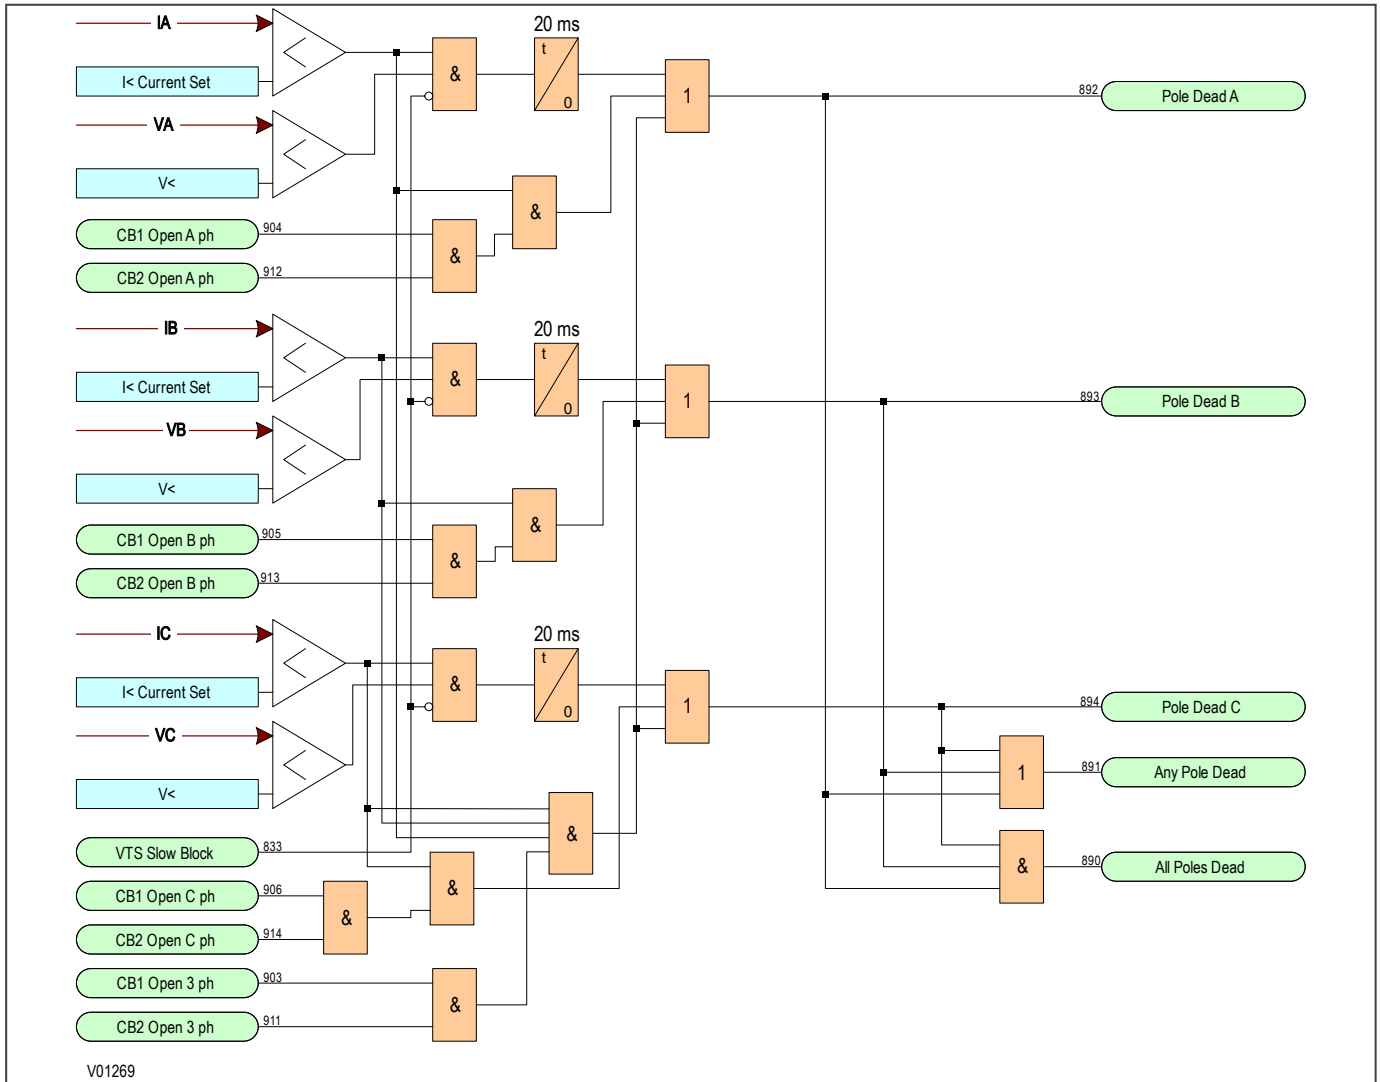 IA
20 ms
I< Current Set
&
t
0
1
892
Pole Dead A
VA
V<
&
CB1 Open A ph
904
&
CB2 Open A ph
912
IB
20 ms
I< Current Set
&
t
0
1
893
Pole Dead B
VB
V<
&
CB1 Open B ph
905
&
CB2 Open B ph
913
IC
20 ms
I< Current Set
&
t
0
1
894
Pole Dead C
VC
1
891
Any Pole Dead
V<
&
VTS Slow Block
833
&
890
All Poles Dead
CB1 Open C ph
906
&
&
CB2 Open C ph
914
CB1 Open 3 ph
903
&
CB2 Open 3 ph
911
V01269